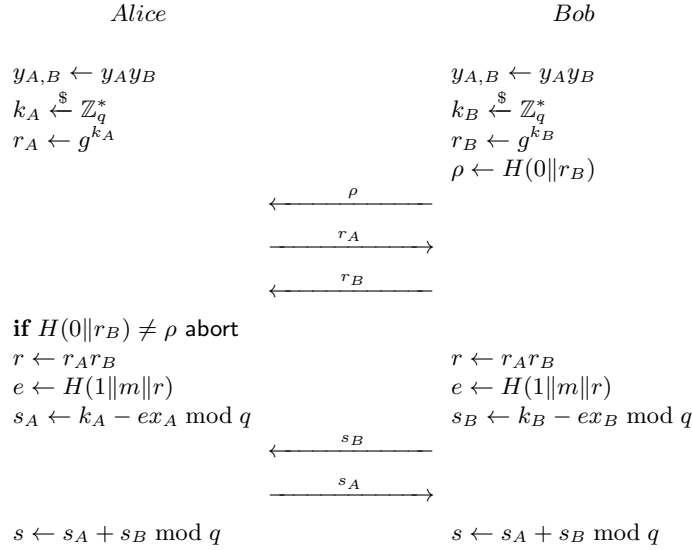 Alice Bob
y_{A,B} ← y_A y_B y_{A,B} ← y_A y_B
k_A ←$ ℤ_q^* k_B ←$ ℤ_q^*
r_A ← g^{k_A} r_B ← g^{k_B}
ρ ← H(0‖r_B)
ρ
r_A
r_B
if H(0‖r_B) ≠ ρ abort
r ← r_A r_B r ← r_A r_B
e ← H(1‖m‖r) e ← H(1‖m‖r)
s_A ← k_A − ex_A mod q s_B ← k_B − ex_B mod q
s_B
s_A
s ← s_A + s_B mod q s ← s_A + s_B mod q